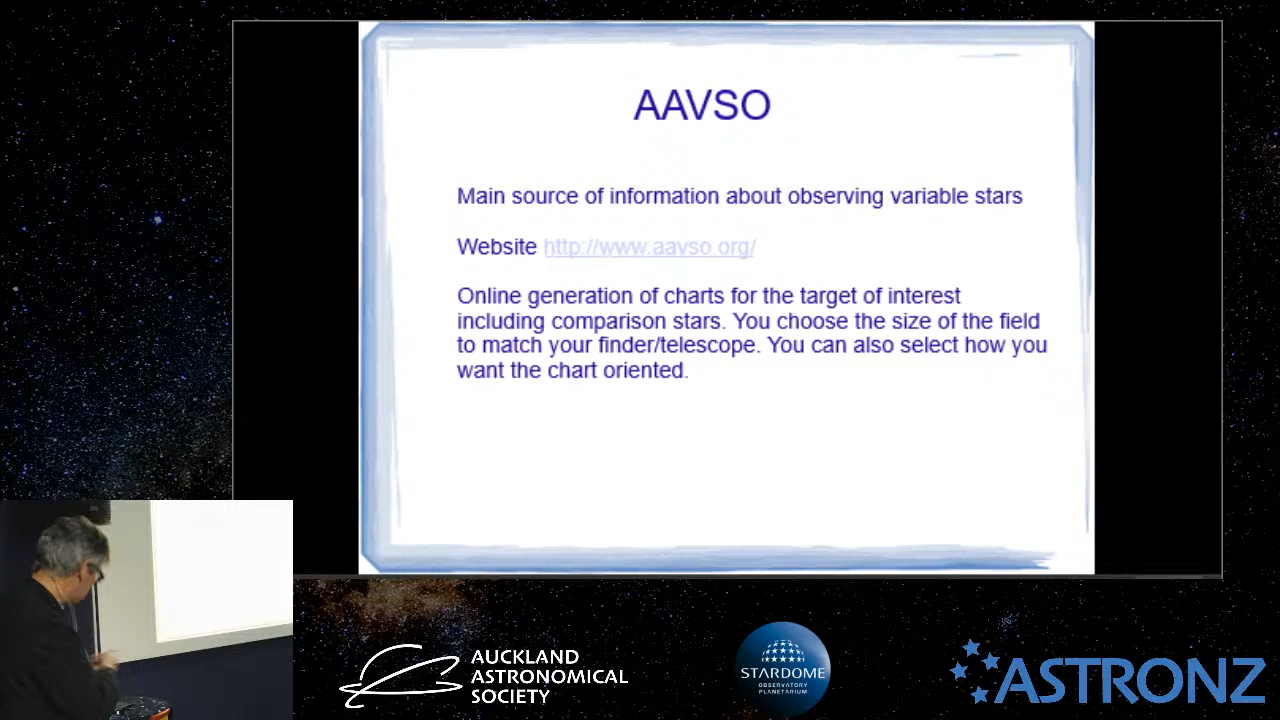 AAVSO
Main source of information about observing variable stars
Website http://www.aavso.org/
Online generation of charts for the target of interest
including comparison stars. You choose the size of the field
to match your finder/telescope. You can also select how you
want the chart oriented.
AUCKLAND
ASTRONOMICAL
SOCIETY
STARDOME
OBSERVATORY
PLANETARIUM
ASTRONZ